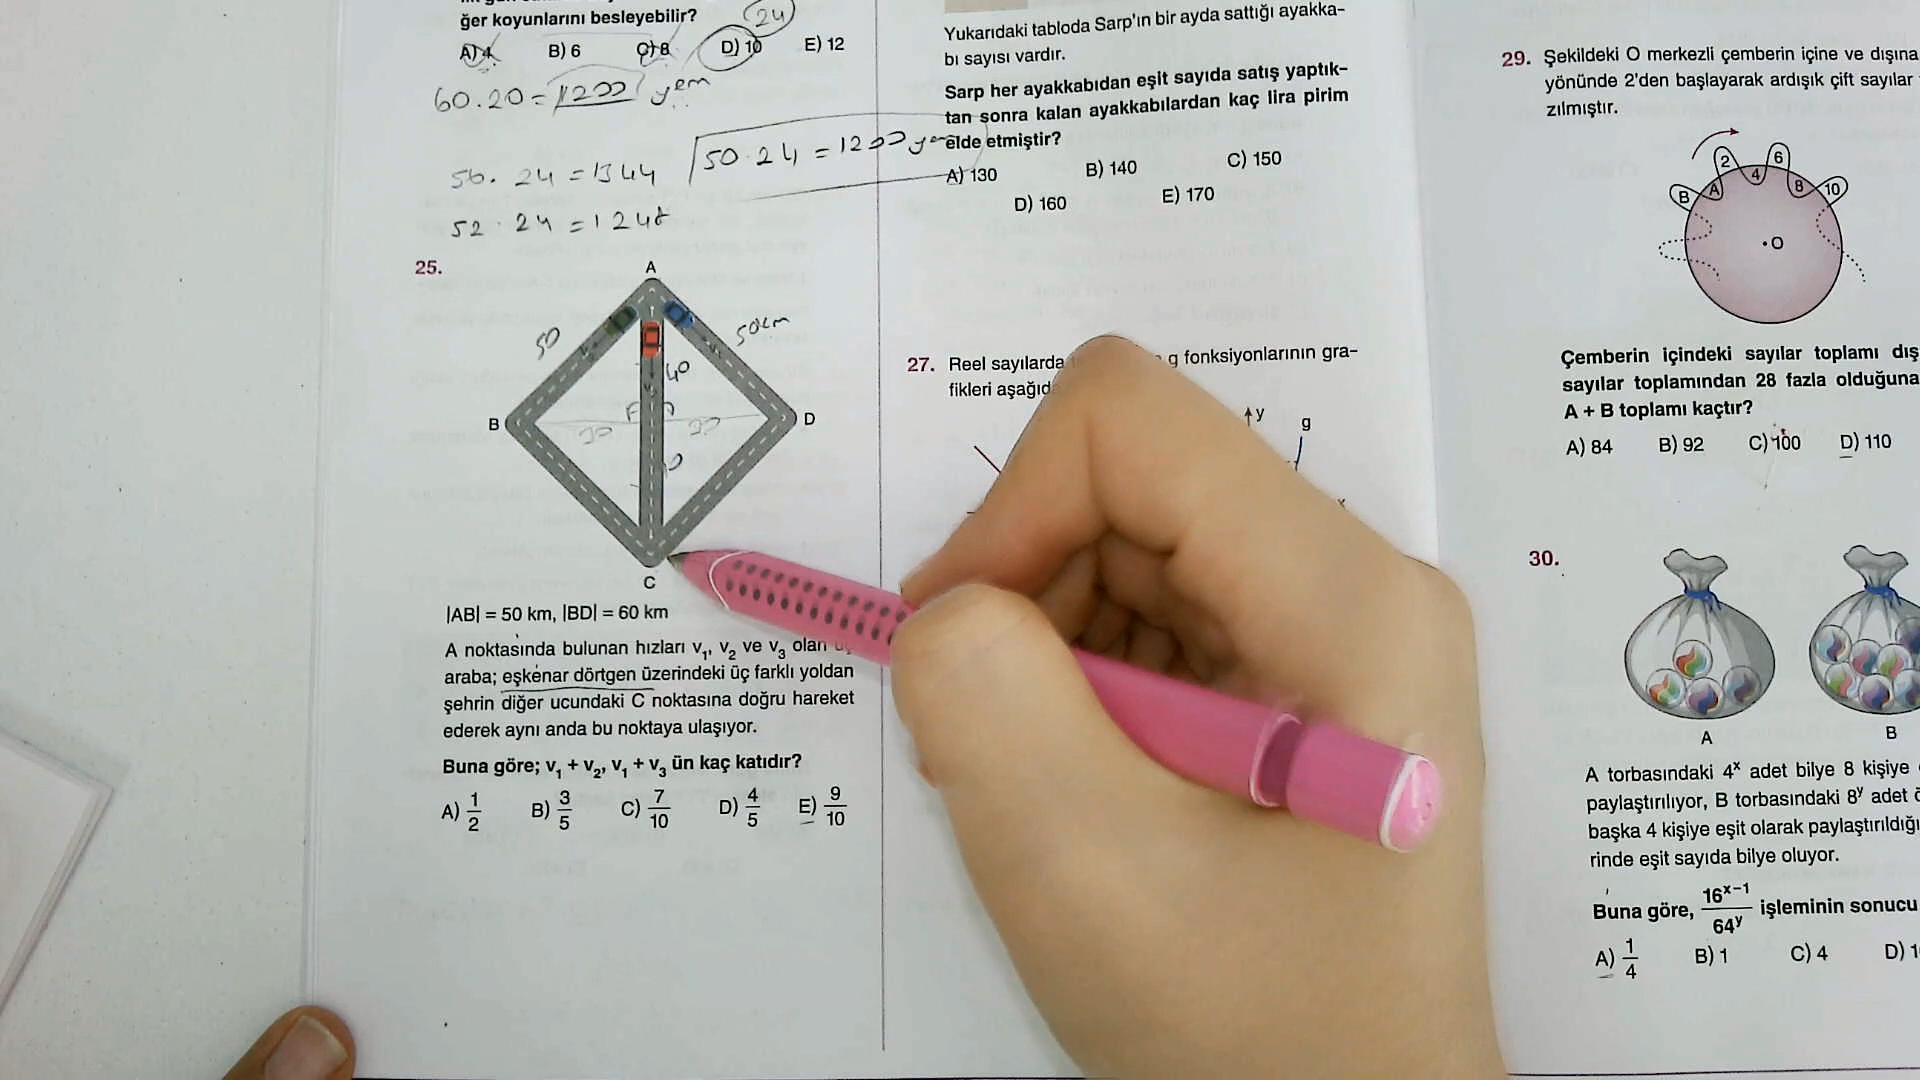 ğer koyunlarını besleyebilir?
24
A) 4 B) 6 C) 8 D) 10 E) 12
60.20=1200 yem
56. 24 = 1344
50.24 = 1200 yem
52. 24 = 1248
25.
A
50
50km
40
B
D
30
C
|AB| = 50 km, |BD| = 60 km
A noktasında bulunan hızları v₁, v₂ ve v₃ olan
araba; eşkenar dörtgen üzerindeki üç farklı yoldan
şehrin diğer ucundaki C noktasına doğru hareket
ederek aynı anda bu noktaya ulaşıyor.
Buna göre; v₁ + v₂, v₁ + v₃ ün kaç katıdır?
A) 1/2 B) 3/5 C) 7/10 D) 4/5 E) 9/10
Yukarıdaki tabloda Sarp'ın bir ayda sattığı ayakka-
bı sayısı vardır.
Sarp her ayakkabıdan eşit sayıda satış yaptık-
tan sonra kalan ayakkabılardan kaç lira pirim
elde etmiştir?
A) 130 B) 140 C) 150
D) 160 E) 170
27. Reel sayılarda g fonksiyonlarının gra-
fikleri
y
g
29. Şekildeki O merkezli çemberin içine ve dışına
yönünde 2'den başlayarak ardışık çift sayılar
zılmıştır.
B A 2 4 6 8 10
O
Çemberin içindeki sayılar toplamı dış
sayılar toplamından 28 fazla olduğuna
A + B toplamı kaçtır?
A) 84 B) 92 C) 100 D) 110
30.
A
B
A torbasındaki 4ˣ adet bilye 8 kişiye
paylaştırılıyor, B torbasındaki 8ʸ adet
başka 4 kişiye eşit olarak paylaştırıldığı
rinde eşit sayıda bilye oluyor.
Buna göre, 16ˣ⁻¹/64ʸ işleminin sonucu
A) 1/4 B) 1 C) 4 D)